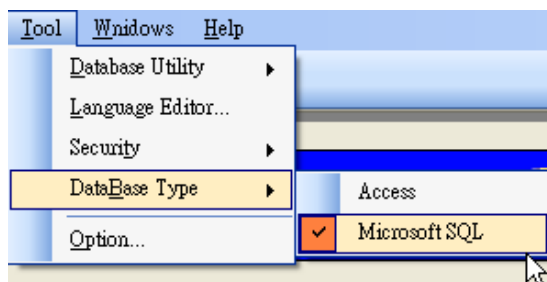 Tool Wnidows Help
Database Utility
Language Editor...
Security
DataBase Type
Access
Option...
Microsoft SQL